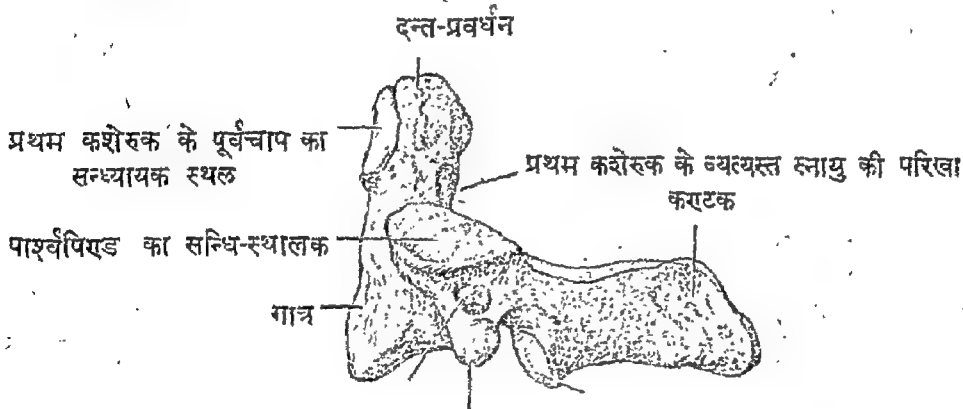 दन्त-प्रवर्धन
प्रथम कशेरुक के पूर्वचाप का
सन्ध्यायक स्थल
प्रथम कशेरुक के व्यत्यस्त स्नायु की परिखा
कण्टक
पार्श्वपिण्ड का सन्धि-स्थालक
गात्र